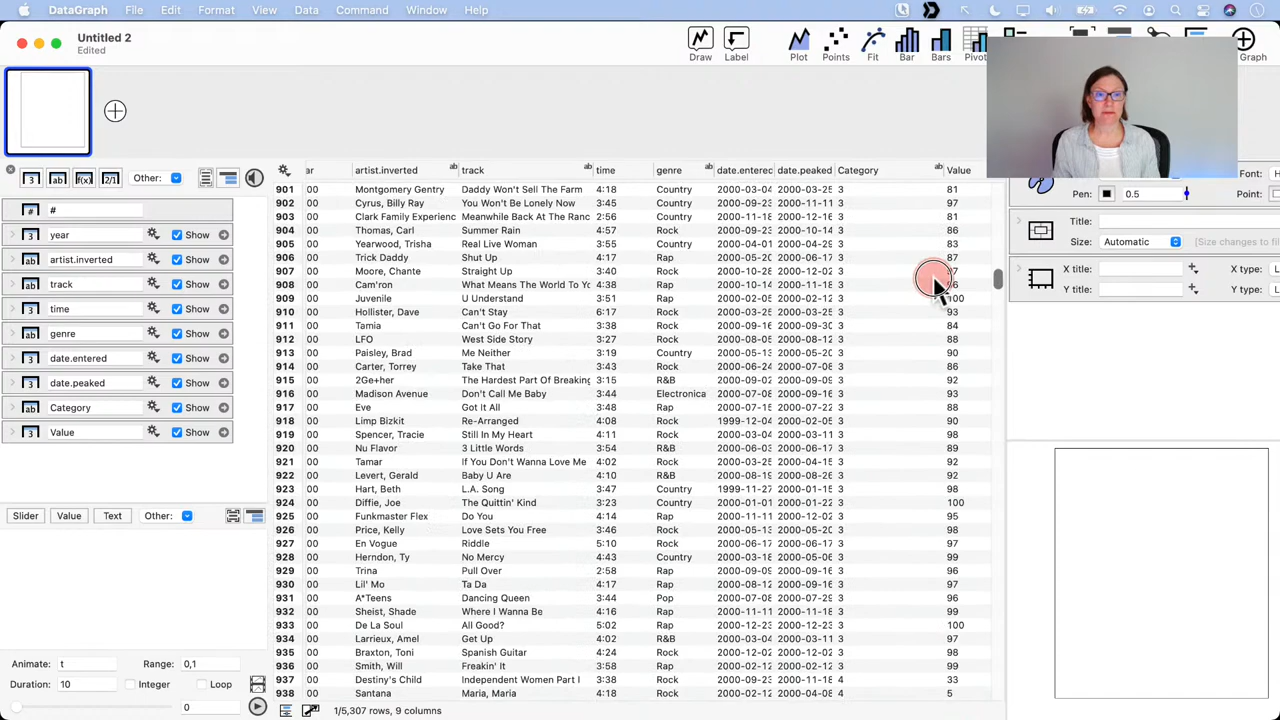 DataGraph File Edit Format View Data Command Window Help
Untitled 2
Edited
Draw Label Plot Points Fit Bar Bars Pivot Graph
Other:
#
year Show
artist.inverted Show
track Show
time Show
genre Show
date.entered Show
date.peaked Show
Category Show
Value Show
Slider Value Text Other:
Animate: t Range: 0,1
Duration: 10 Integer Loop
0
ar artist.inverted track time genre date.entered date.peaked Category Value
901 00 Montgomery Gentry Daddy Won't Sell The Farm 4:18 Country 2000-03-04 2000-03-25 3 81
902 00 Cyrus, Billy Ray You Won't Be Lonely Now 3:45 Country 2000-09-23 2000-11-11 3 97
903 00 Clark Family Experienc Meanwhile Back At The Ranc 2:56 Country 2000-11-18 2000-12-16 3 81
904 00 Thomas, Carl Summer Rain 4:57 Rock 2000-09-23 2000-10-14 3 86
905 00 Yearwood, Trisha Real Live Woman 3:55 Country 2000-04-01 2000-04-29 3 83
906 00 Trick Daddy Shut Up 4:17 Rap 2000-05-20 2000-06-17 3 87
907 00 Moore, Chante Straight Up 3:40 Rock 2000-10-28 2000-12-02 3
908 00 Cam'ron What Means The World To Yo 4:38 Rap 2000-10-14 2000-11-18 3
909 00 Juvenile U Understand 3:51 Rap 2000-02-05 2000-02-12 3 100
910 00 Hollister, Dave Can't Stay 6:17 Rock 2000-11-25 2000-12-23 3 93
911 00 Tamia Can't Go For That 3:38 Rock 2000-09-16 2000-09-30 3 84
912 00 LFO West Side Story 3:27 Rock 2000-08-05 2000-08-12 3 88
913 00 Paisley, Brad Me Neither 3:19 Country 2000-05-13 2000-05-20 3 90
914 00 Carter, Torrey Take That 3:42 Rock 2000-06-24 2000-07-08 3 86
915 00 2Ge+her The Hardest Part Of Breaking 3:15 R&B 2000-09-02 2000-09-02 3 92
916 00 Madison Avenue Don't Call Me Baby 3:44 Electronica 2000-07-08 2000-08-05 3 93
917 00 Eve Got It All 3:48 Rap 2000-07-15 2000-07-22 3 88
918 00 Limp Bizkit Re-Arranged 4:08 Rock 1999-12-04 2000-02-05 3 90
919 00 Spencer, Tracie Still In My Heart 4:11 Rock 2000-03-04 2000-03-11 3 98
920 00 Nu Flavor 3 Little Words 3:54 R&B 2000-06-03 2000-06-17 3 89
921 00 Tamar If You Don't Wanna Love Me 4:02 Rock 2000-03-25 2000-04-15 3 92
922 00 Levert, Gerald Baby U Are 4:10 R&B 2000-08-19 2000-08-26 3 92
923 00 Hart, Beth L.A. Song 3:47 Country 1999-11-27 2000-01-15 3 98
924 00 Diffie, Joe The Quittin' Kind 3:23 Country 2000-01-01 2000-01-22 3 100
925 00 Funkmaster Flex Do You 4:14 Rap 2000-11-18 2000-11-25 3 95
926 00 Price, Kelly Love Sets You Free 3:46 Rock 2000-05-13 2000-05-13 3 98
927 00 En Vogue Riddle 5:10 Rock 2000-06-17 2000-06-17 3 97
928 00 Herndon, Ty No Mercy 4:43 Country 2000-04-22 2000-05-06 3 99
929 00 Trina Pull Over 2:58 Rap 2000-09-09 2000-09-16 3 96
930 00 Lil' Mo Ta Da 4:17 Rap 2000-08-12 2000-09-16 3 97
931 00 A*Teens Dancing Queen 3:44 Pop 2000-07-08 2000-07-29 3 96
932 00 Sheist, Shade Where I Wanna Be 4:16 Rap 2000-11-11 2000-11-18 3 99
933 00 De La Soul All Good? 5:02 Rap 2000-12-23 2000-12-23 3 100
934 00 Larrieux, Amel Get Up 4:02 R&B 2000-03-04 2000-03-11 3 97
935 00 Braxton, Toni Spanish Guitar 4:24 Rock 2000-12-02 2000-12-02 3 98
936 00 Smith, Will Freakin' It 3:58 Rap 2000-02-19 2000-02-19 3 99
937 00 Destiny's Child Independent Women Part I 3:38 Rock 2000-09-23 2000-11-18 4 33
938 00 Santana Maria, Maria 4:18 Rock 2000-02-12 2000-04-08 4 5
1/5,307 rows, 9 columns
Font: H
Pen: 0.5 Point:
Title:
Size: Automatic (Size changes to fi
X title: X type: L
Y title: Y type: L